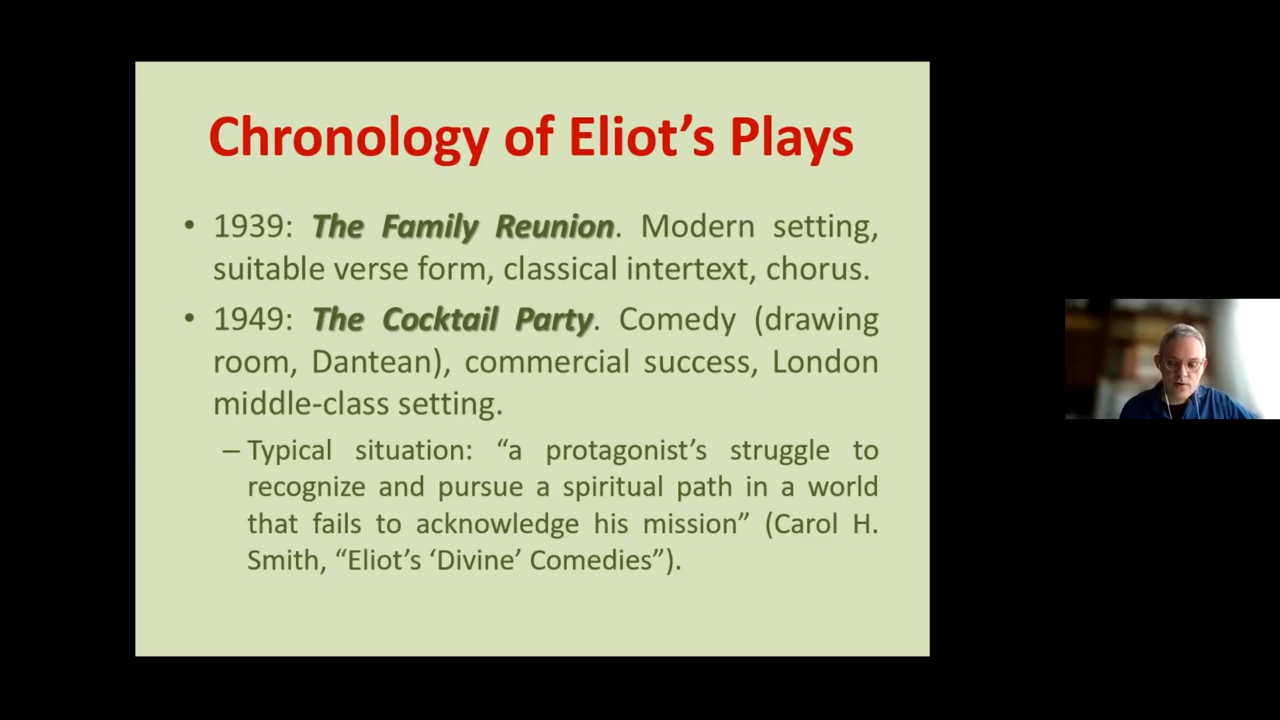 Chronology of Eliot’s Plays
• 1939: The Family Reunion. Modern setting,
suitable verse form, classical intertext, chorus.
• 1949: The Cocktail Party. Comedy (drawing
room, Dantean), commercial success, London
middle-class setting.
– Typical situation: “a protagonist’s struggle to
recognize and pursue a spiritual path in a world
that fails to acknowledge his mission” (Carol H.
Smith, “Eliot’s ‘Divine’ Comedies”).